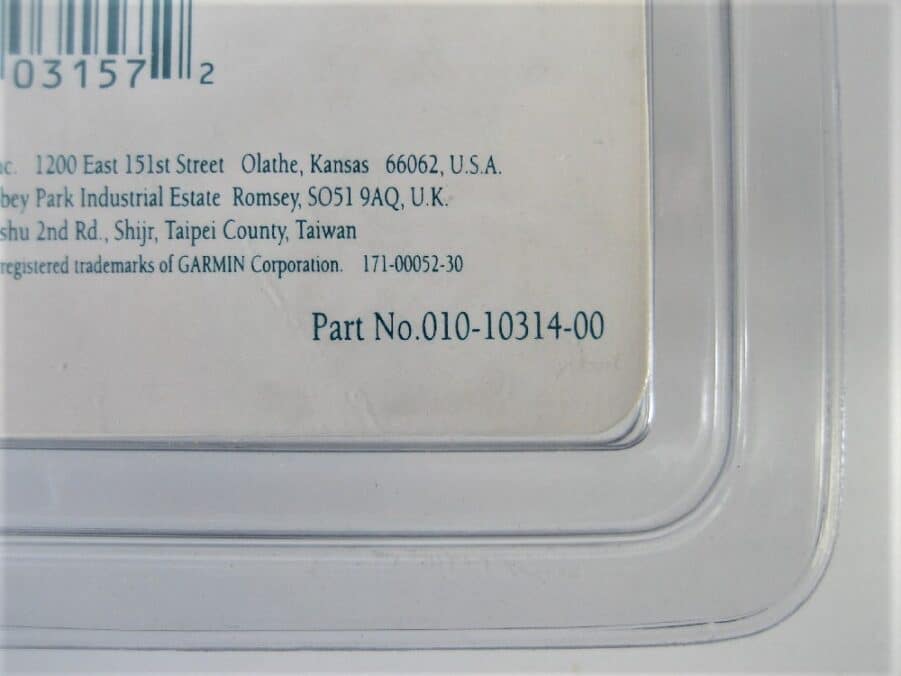 03157 2
1200 East 151st Street Olathe, Kansas 66062, U.S.A.
Park Industrial Estate Romsey, SO51 9AQ, U.K.
2nd Rd., Shijr, Taipei County, Taiwan
registered trademarks of GARMIN Corporation. 171-00052-30
Part No.010-10314-00